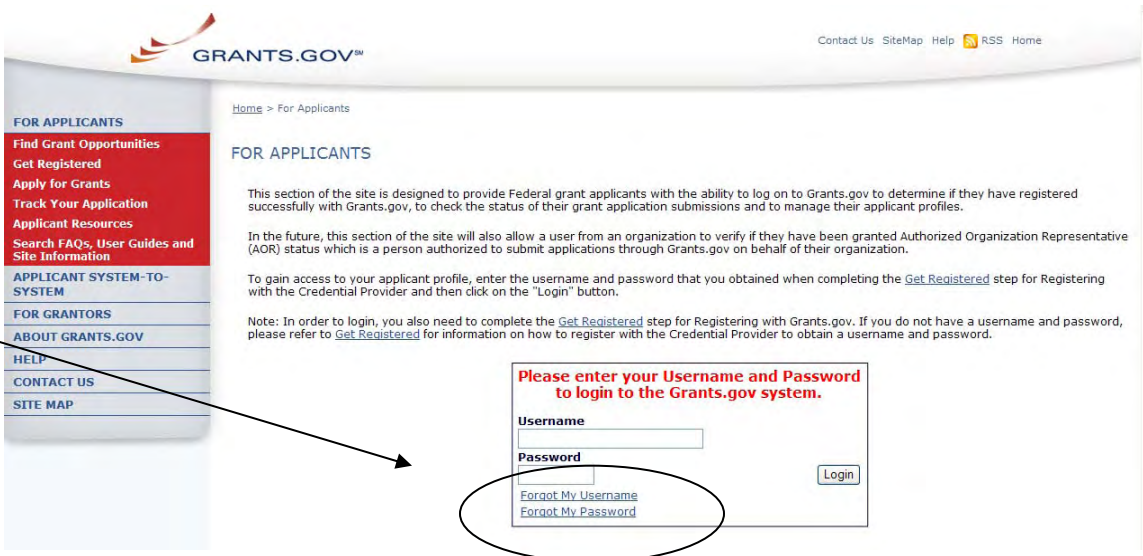 GRANTS.GOV℠
Contact Us SiteMap Help RSS Home
FOR APPLICANTS
Find Grant Opportunities
Get Registered
Apply for Grants
Track Your Application
Applicant Resources
Search FAQs, User Guides and
Site Information
APPLICANT SYSTEM-TO-
SYSTEM
FOR GRANTORS
ABOUT GRANTS.GOV
HELP
CONTACT US
SITE MAP
Home > For Applicants
FOR APPLICANTS
This section of the site is designed to provide Federal grant applicants with the ability to log on to Grants.gov to determine if they have registered
successfully with Grants.gov, to check the status of their grant application submissions and to manage their applicant profiles.
In the future, this section of the site will also allow a user from an organization to verify if they have been granted Authorized Organization Representative
(AOR) status which is a person authorized to submit applications through Grants.gov on behalf of their organization.
To gain access to your applicant profile, enter the username and password that you obtained when completing the Get Registered step for Registering
with the Credential Provider and then click on the "Login" button.
Note: In order to login, you also need to complete the Get Registered step for Registering with Grants.gov. If you do not have a username and password,
please refer to Get Registered for information on how to register with the Credential Provider to obtain a username and password.
Please enter your Username and Password
to login to the Grants.gov system.
Username
Password
Login
Forgot My Username
Forgot My Password